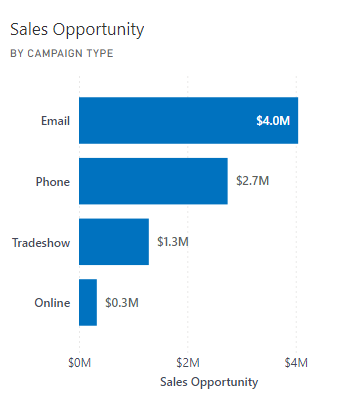 Sales Opportunity
BY CAMPAIGN TYPE
Email $4.0M
Phone $2.7M
Tradeshow $1.3M
Online $0.3M
$0M $2M $4M
Sales Opportunity